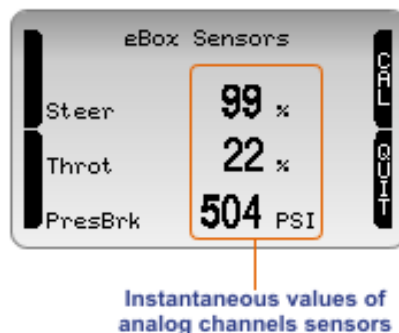 eBox Sensors
CAL
Steer 99 %
Throt 22 %
QUIT
PresBrk 504 PSI
Instantaneous values of
analog channels sensors